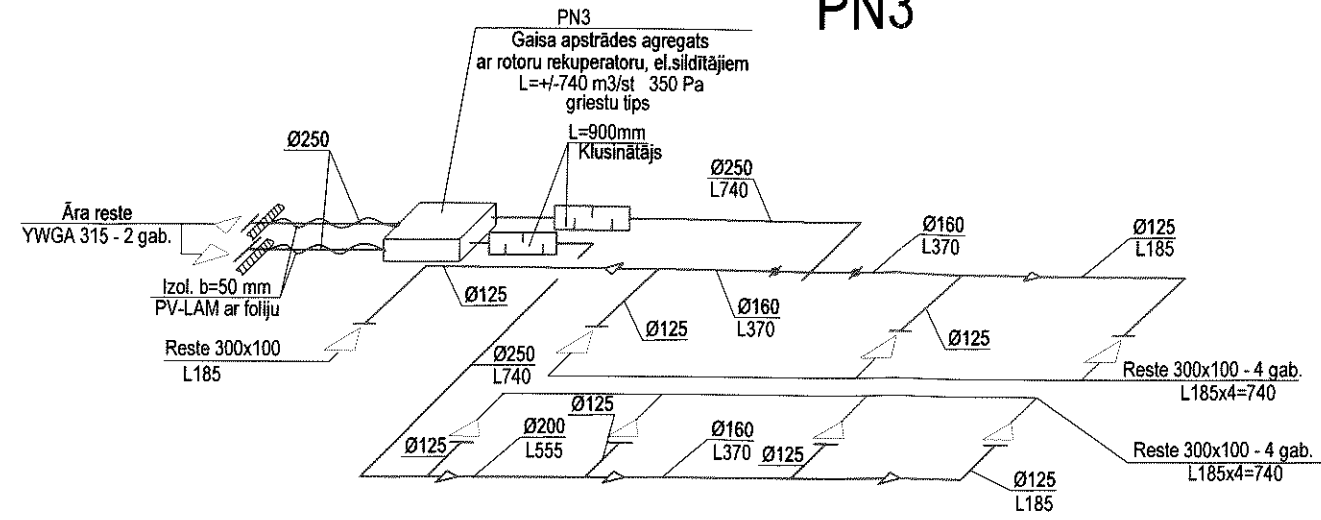 PN3
PN3
Gaisa apstrādes agregats
ar rotoru rekuperatoru, el.sildītājiem
L=+/-740 m3/st 350 Pa
griestu tips
L=900mm
Klusinātājs
Ø250
Ø250
L740
Āra reste
YWGA 315 - 2 gab.
Ø160
L370
Ø125
L185
Izol. b=50 mm
PV-LAM ar foliju
Ø125
Ø160
L370
Ø125
Ø125
Reste 300x100
L185
Ø250
L740
Reste 300x100 - 4 gab.
L185x4=740
Ø125
Ø125
Ø200
L555
Ø160
L370
Ø125
Reste 300x100 - 4 gab.
L185x4=740
Ø125
L185